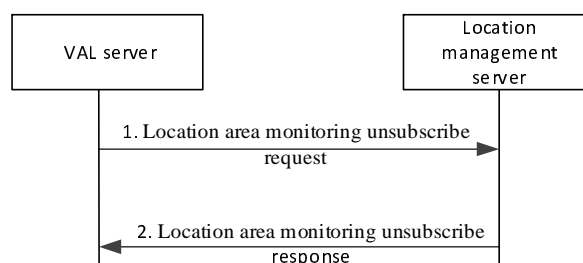 VAL server
Location
management
server
1. Location area monitoring unsubscribe
request
2. Location area monitoring unsubscribe
response